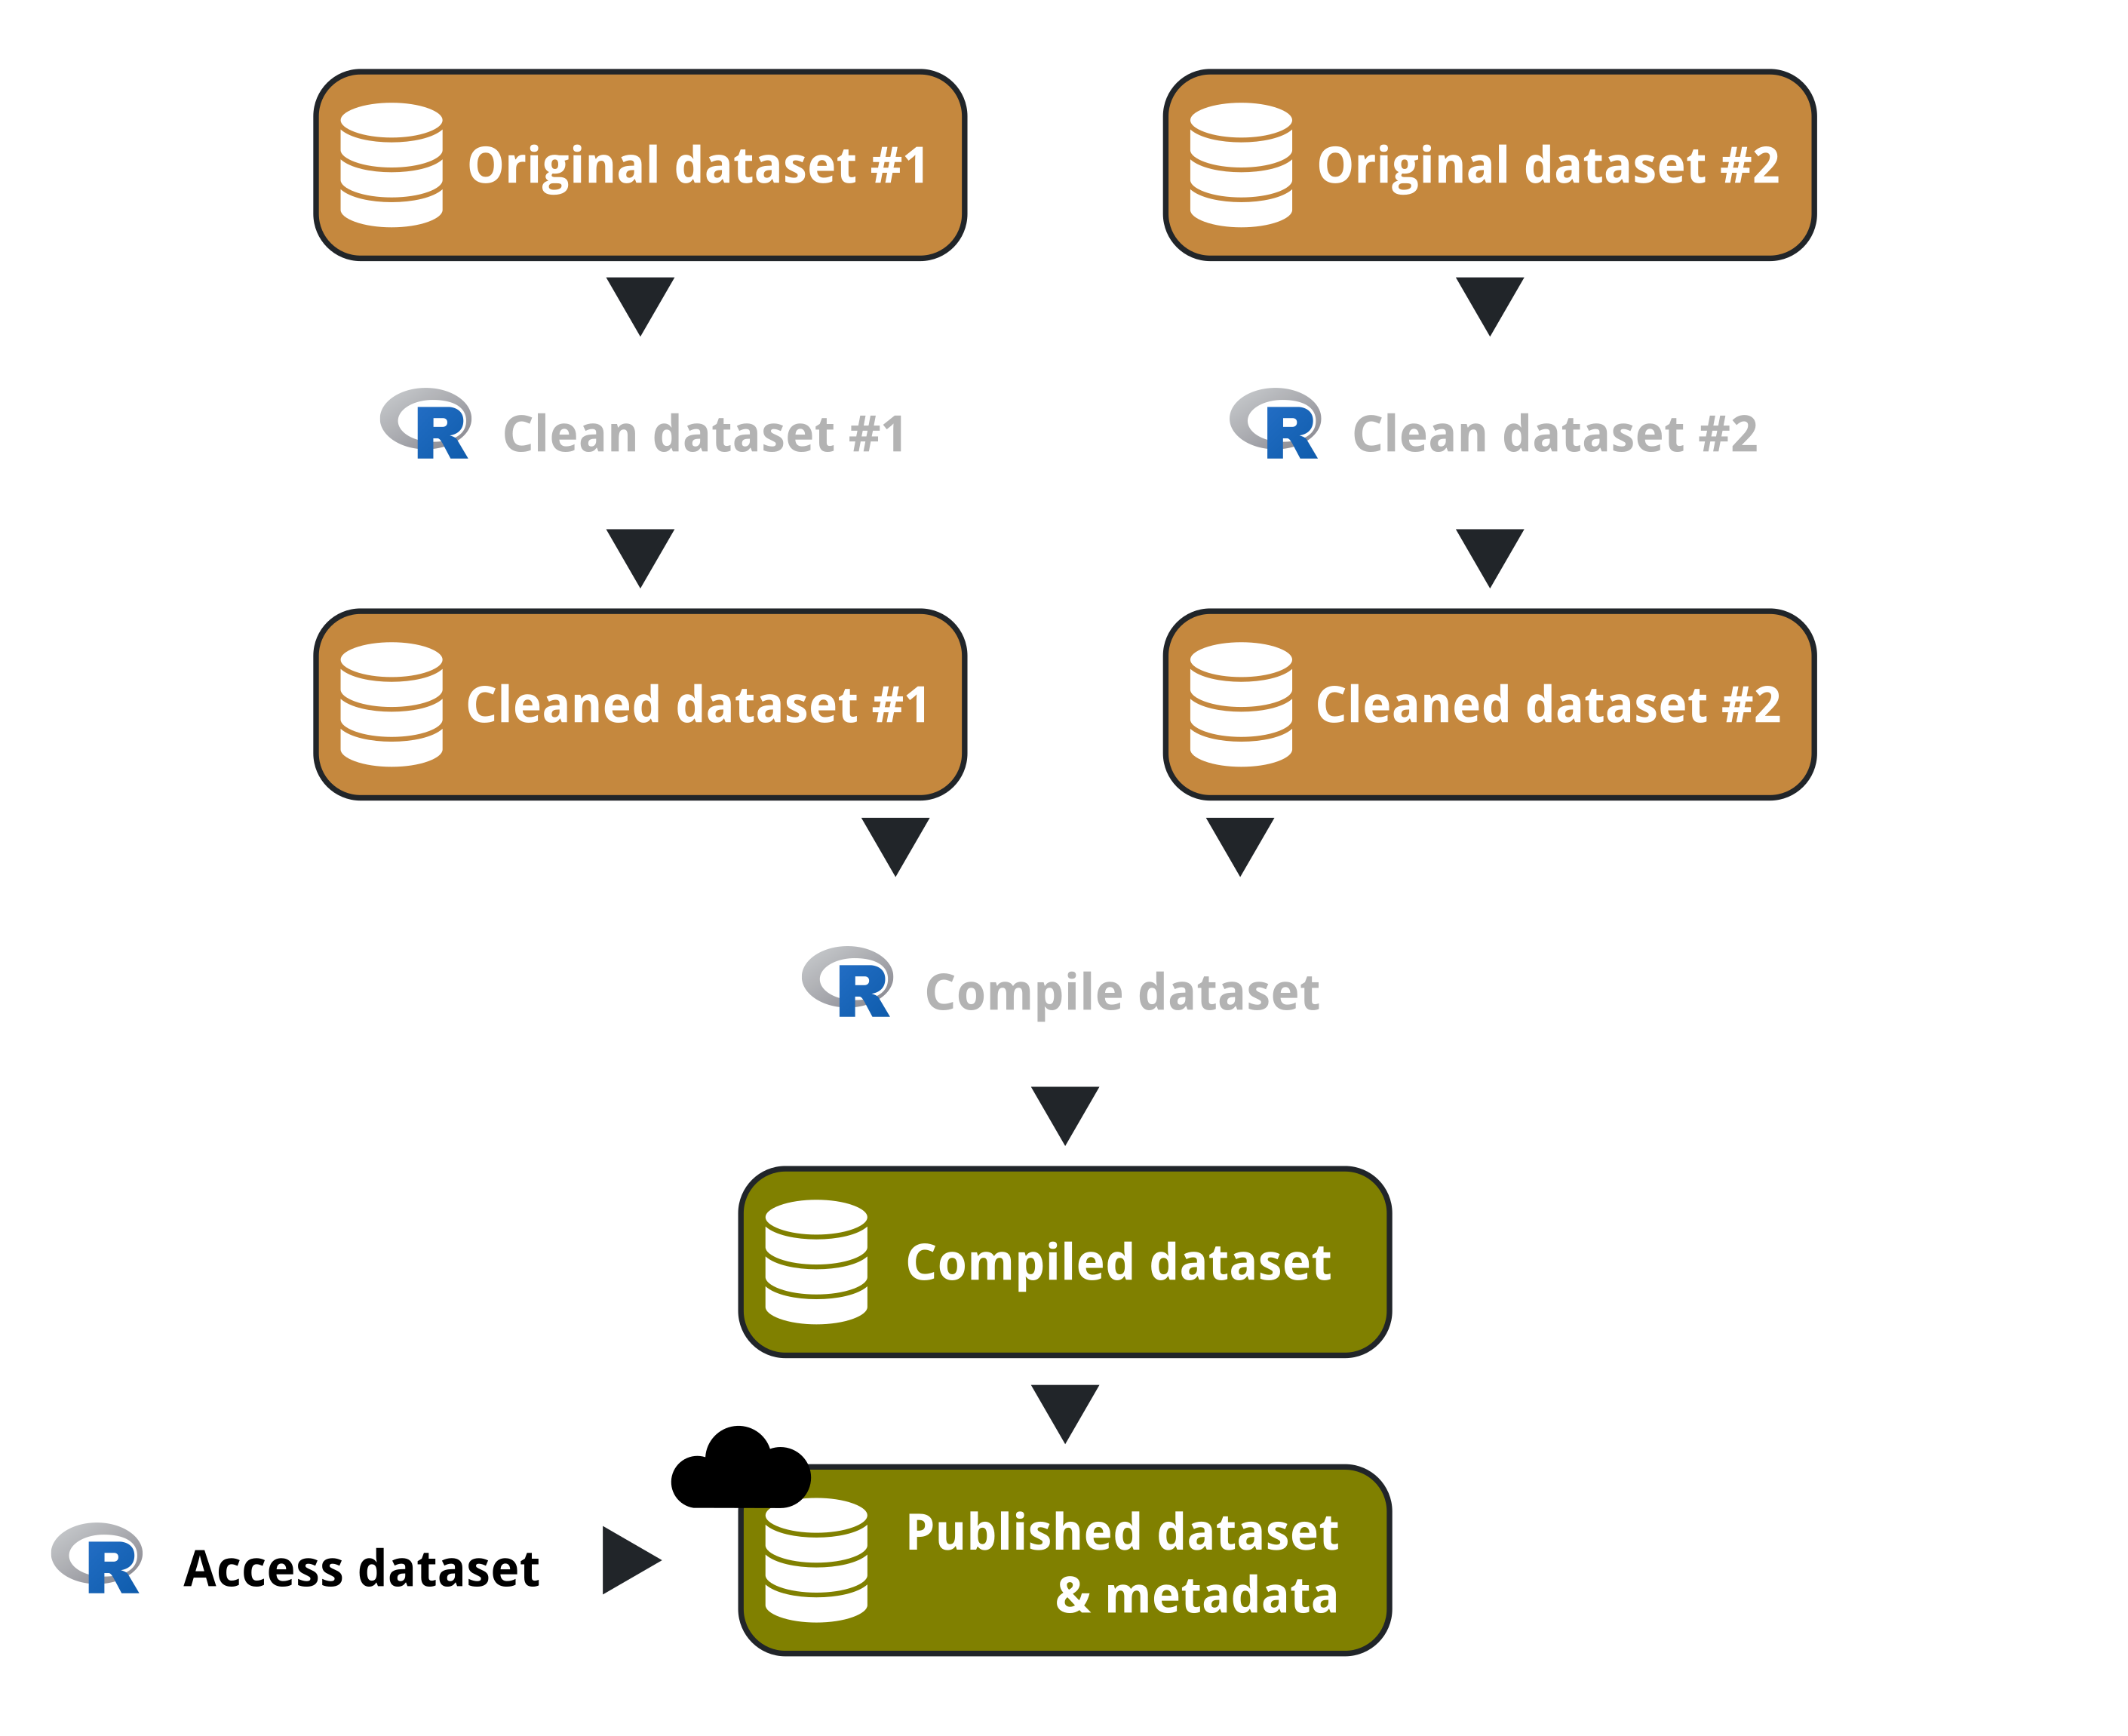 Original dataset #1
Original dataset #2
R Clean dataset #1
R Clean dataset #2
Cleaned dataset #1
Cleaned dataset #2
R Compile dataset
Compiled dataset
Published dataset
& metadata
R Access dataset